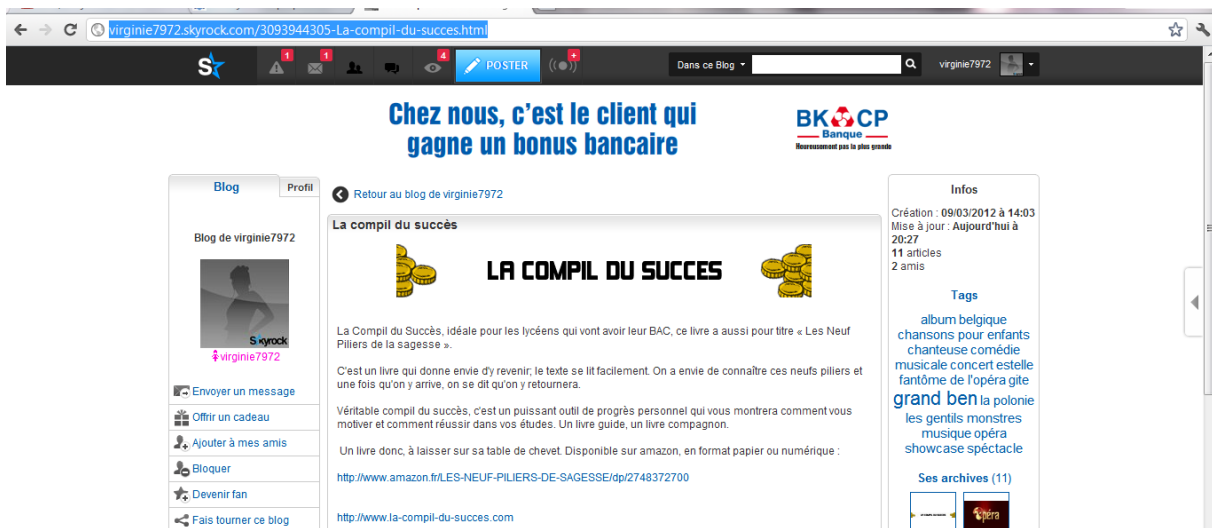 virginie7972.skyrock.com/3093944305-La-compil-du-succes.html
S
1
1
4
POSTER
+
Dans ce Blog
virginie7972
Chez nous, c'est le client qui
gagne un bonus bancaire
BK CP
Banque
Heureusement pas la plus grande
Blog
Profil
Blog de virginie7972
Skyrock
virginie7972
Envoyer un message
Offrir un cadeau
Ajouter à mes amis
Bloquer
Devenir fan
Fais tourner ce blog
Retour au blog de virginie7972
La compil du succès
LA COMPIL DU SUCCES
La Compil du Succès, idéale pour les lycéens qui vont avoir leur BAC, ce livre a aussi pour titre « Les Neuf
Piliers de la sagesse ».
C'est un livre qui donne envie d'y revenir; le texte se lit facilement. On a envie de connaître ces neufs piliers et
une fois qu'on y arrive, on se dit qu'on y retournera.
Véritable compil du succès, c'est un puissant outil de progrès personnel qui vous montrera comment vous
motiver et comment réussir dans vos études. Un livre guide, un livre compagnon.
Un livre donc, à laisser sur sa table de chevet. Disponible sur amazon, en format papier ou numérique :
http://www.amazon.fr/LES-NEUF-PILIERS-DE-SAGESSE/dp/2748372700
http://www.la-compil-du-succes.com
Infos
Création : 09/03/2012 à 14:03
Mise à jour : Aujourd'hui à
20:27
11 articles
2 amis
Tags
album belgique
chansons pour enfants
chanteuse comédie
musicale concert estelle
fantôme de l'opéra gite
grand ben la polonie
les gentils monstres
musique opéra
showcase spéctacle
Ses archives (11)
opéra